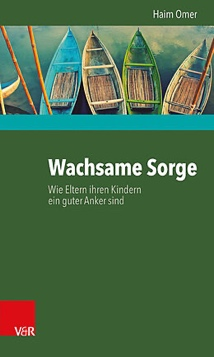 Haim Omer
Wachsame Sorge
Wie Eltern ihren Kindern
ein guter Anker sind
V&R